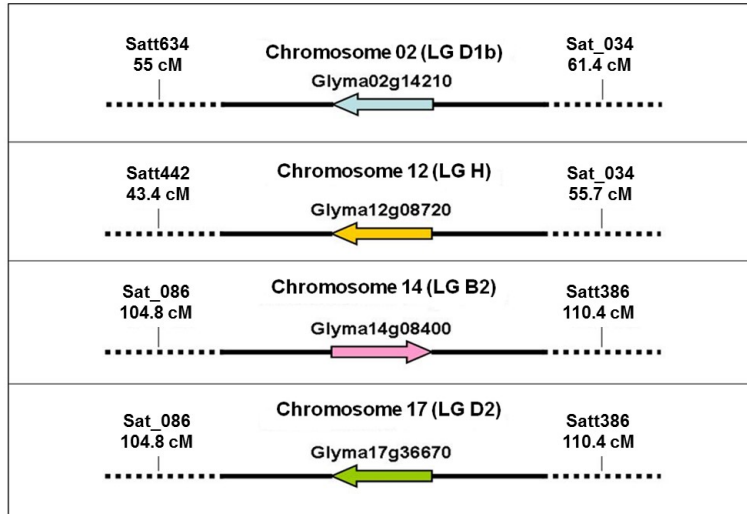 Satt634
55 cM
Chromosome 02 (LG D1b)
Glyma02g14210
Sat_034
61.4 cM
Satt442
43.4 cM
Chromosome 12 (LG H)
Glyma12g08720
Sat_034
55.7 cM
Sat_086
104.8 cM
Chromosome 14 (LG B2)
Glyma14g08400
Satt386
110.4 cM
Sat_086
104.8 cM
Chromosome 17 (LG D2)
Glyma17g36670
Satt386
110.4 cM